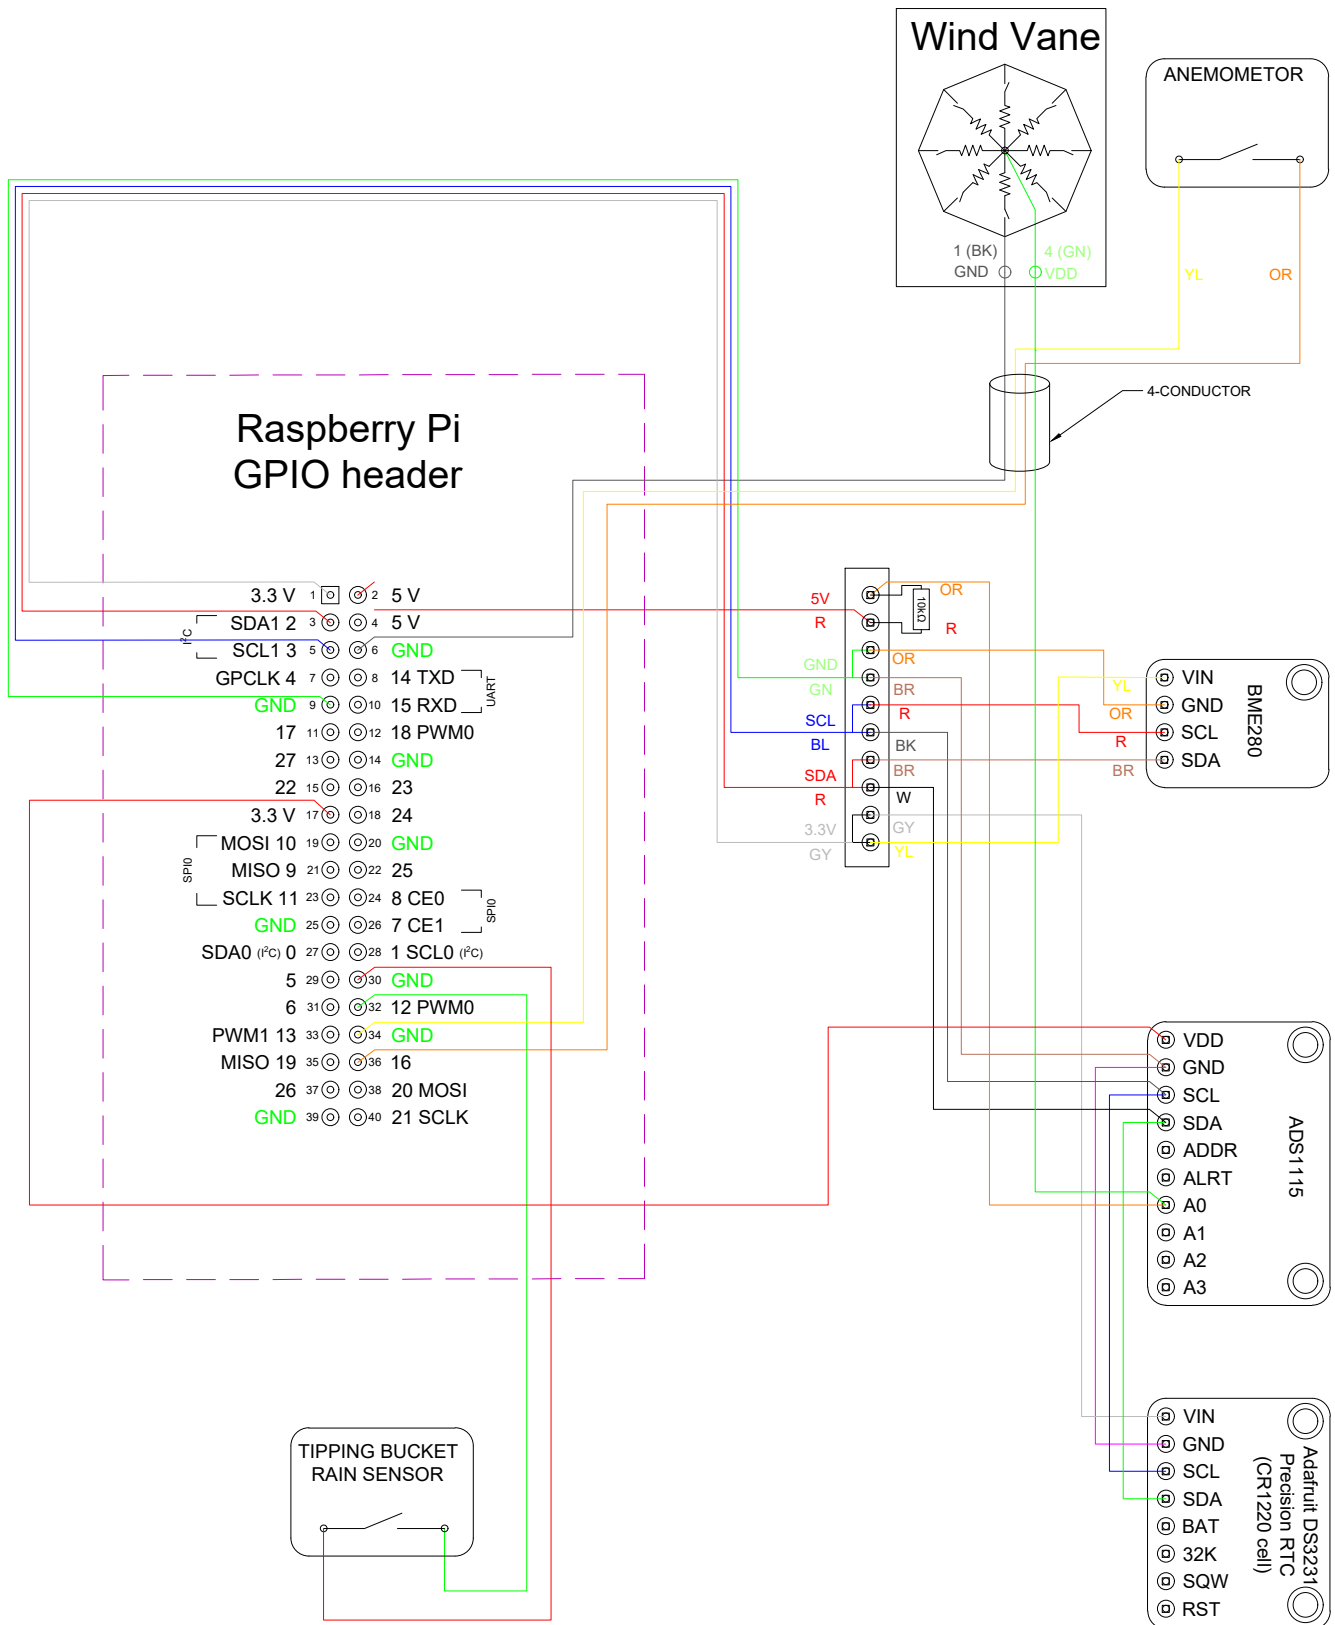 Wind Vane
1 (BK)
GND
4 (GN)
VDD
ANEMOMETOR
YL
OR
4-CONDUCTOR
Raspberry Pi
GPIO header
3.3 V 1 2 5 V
SDA1 2 3 4 5 V
SCL1 3 5 6 GND
I²C
GPCLK 4 7 8 14 TXD
GND 9 10 15 RXD
UART
17 11 12 18 PWM0
27 13 14 GND
22 15 16 23
3.3 V 17 18 24
MOSI 10 19 20 GND
MISO 9 21 22 25
SCLK 11 23 24 8 CE0
SPI0
GND 25 26 7 CE1
SPI0
SDA0 (I²C) 0 27 28 1 SCL0 (I²C)
5 29 30 GND
6 31 32 12 PWM0
PWM1 13 33 34 GND
MISO 19 35 36 16
26 37 38 20 MOSI
GND 39 40 21 SCLK
5V
R
GND
GN
SCL
BL
SDA
R
3.3V
GY
10kΩ
OR
R
OR
BR
R
BK
BR
W
GY
YL
YL
OR
R
BR
VIN
GND
SCL
SDA
BME280
VDD
GND
SCL
SDA
ADDR
ALRT
A0
A1
A2
A3
ADS1115
VIN
GND
SCL
SDA
BAT
32K
SQW
RST
Adafruit DS3231
Precision RTC
(CR1220 cell)
TIPPING BUCKET
RAIN SENSOR